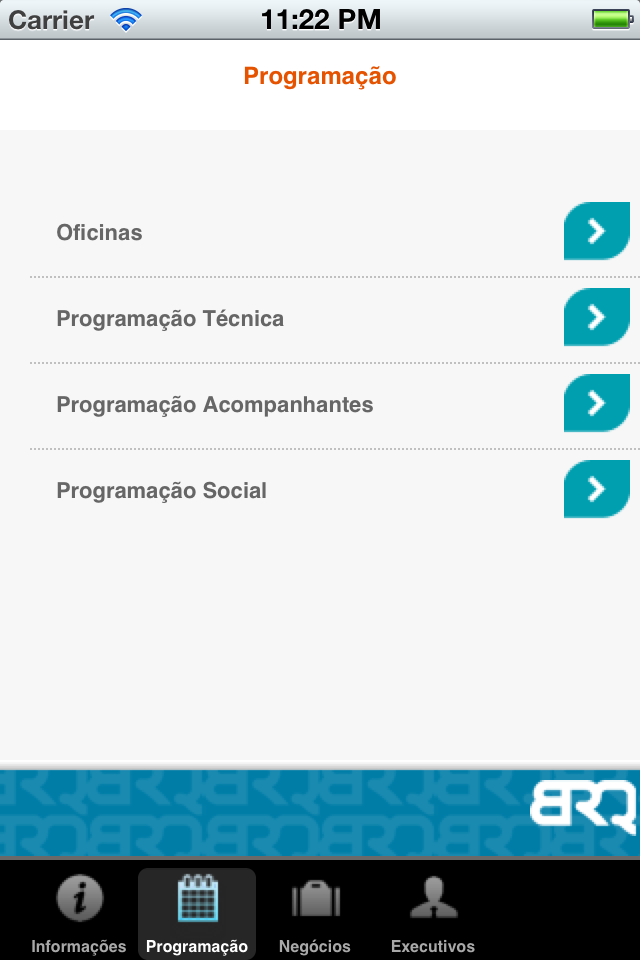 Carrier 11:22 PM
Programação
Oficinas
Programação Técnica
Programação Acompanhantes
Programação Social
BRQ
Informações Programação Negócios Executivos